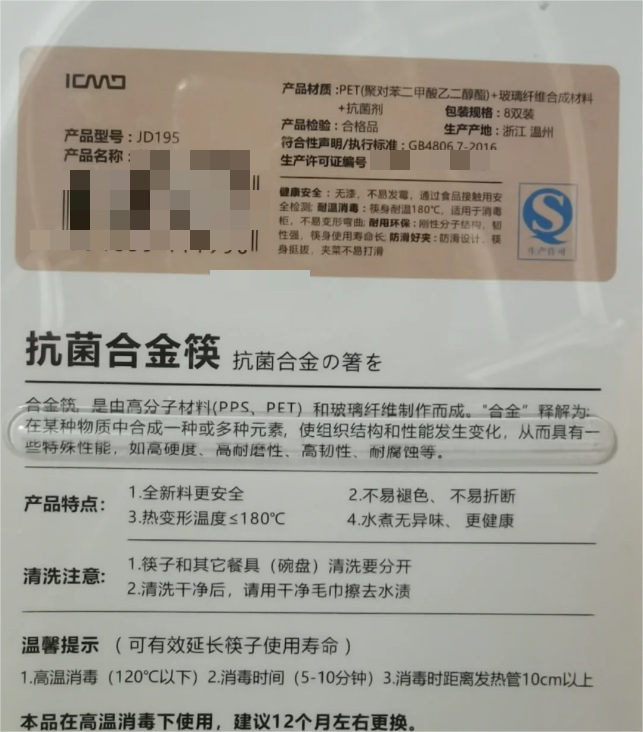 ICMD
产品材质：PET(聚对苯二甲酸乙二醇酯)+玻璃纤维合成材料
+抗菌剂
包装规格：8双装
产品型号：JD195
产品检验：合格品
生产产地：浙江 温州
产品名称：
符合性声明/执行标准：GB4806.7-2016
生产许可证编号
健康安全：无漆，不易发霉，通过食品接触用安
全检测；耐温消毒：筷身耐温180℃，适用于消毒
柜，不易变形弯曲；耐用环保：刚性分子结构，韧
性强，筷身使用寿命长；防滑好夹：防滑设计，筷
身挺拔，夹菜不易打滑
生产许可
抗菌合金筷 抗菌合金の箸を
合金筷，是由高分子材料(PPS、PET）和玻璃纤维制作而成。"合金"释解为:
在某种物质中合成一种或多种元素, 使组织结构和性能发生变化，从而具有一
些特殊性能，如高硬度、高耐磨性、高韧性、耐腐蚀等。
产品特点：
1.全新料更安全
2.不易褪色、不易折断
3.热变形温度≤180℃
4.水煮无异味、更健康
清洗注意：
1.筷子和其它餐具（碗盘）清洗要分开
2.清洗干净后，请用干净毛巾擦去水渍
温馨提示（可有效延长筷子使用寿命）
1.高温消毒（120℃以下）2.消毒时间（5-10分钟）3.消毒时距离发热管10cm以上
本品在高温消毒下使用，建议12个月左右更换。